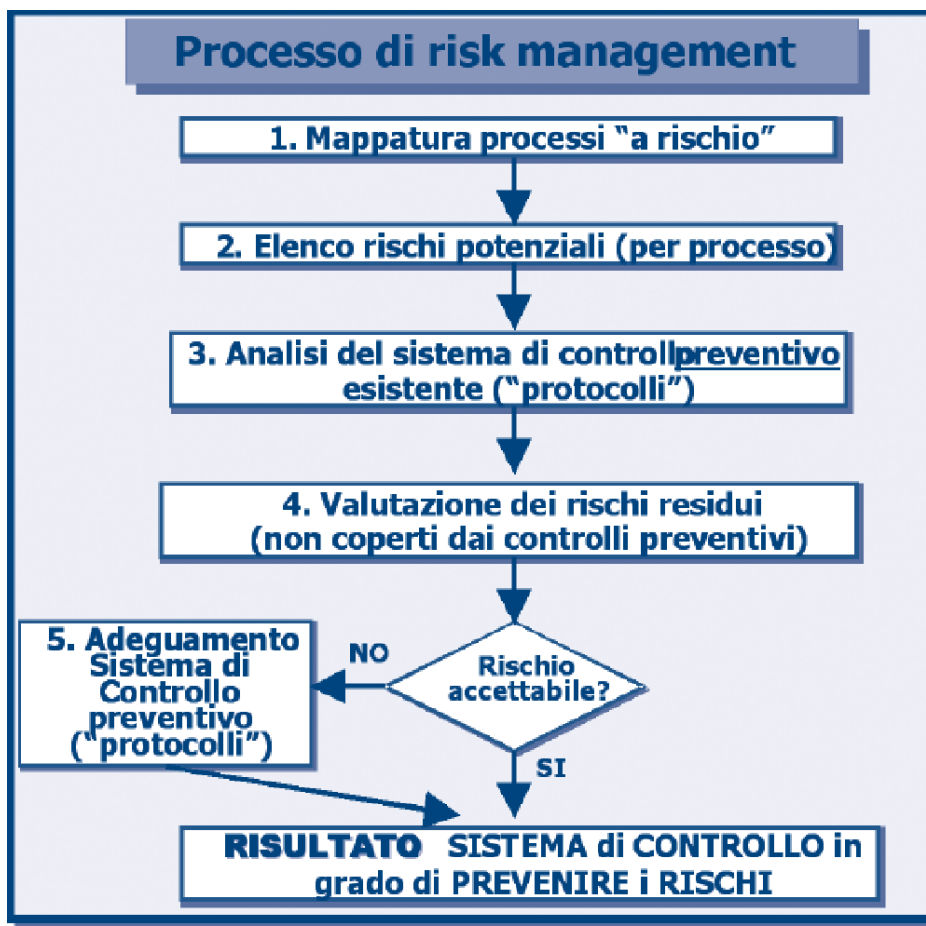 Processo di risk management
1. Mappatura processi “a rischio”
2. Elenco rischi potenziali (per processo)
3. Analisi del sistema di controllpreventivo
esistente (“protocolli”)
4. Valutazione dei rischi residui
(non coperti dai controlli preventivi)
Rischio
accettabile?
NO
5. Adeguamento
Sistema di
Controllo
preventivo
(“protocolli”)
SI
RISULTATO SISTEMA di CONTROLLO in
grado di PREVENIRE i RISCHI